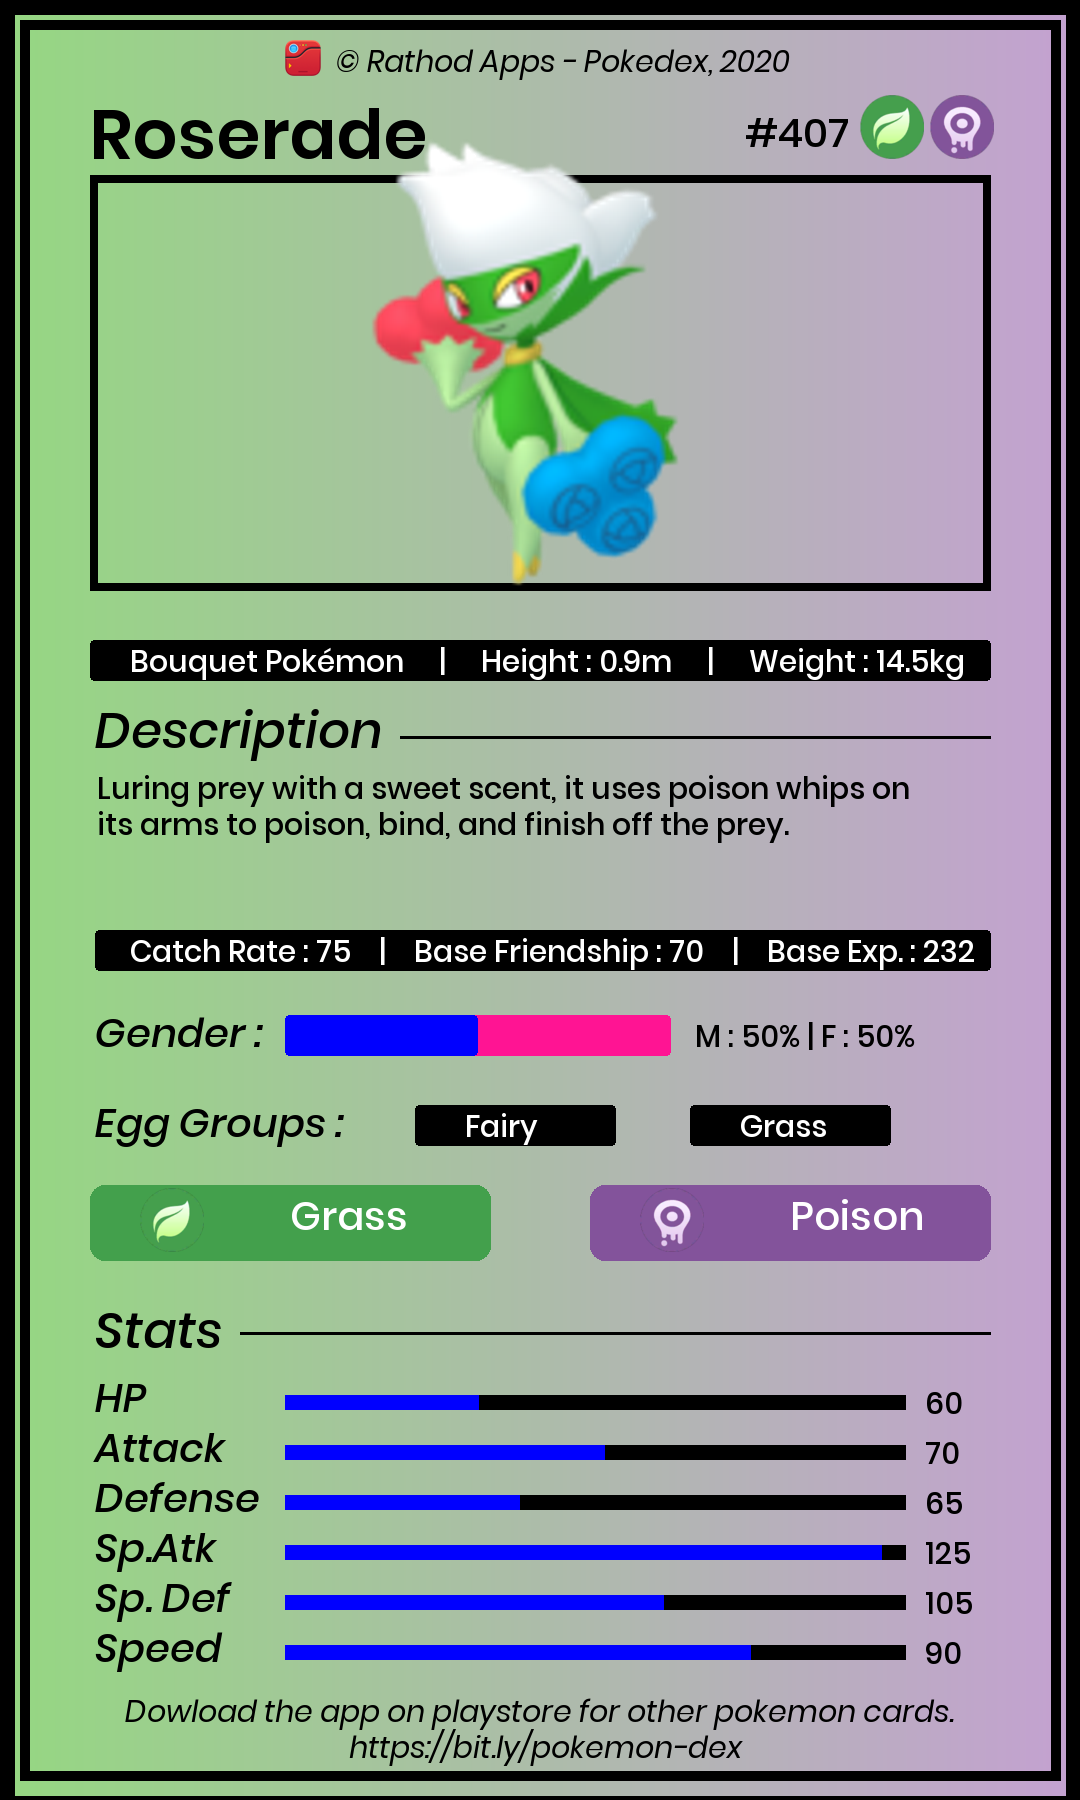 © Rathod Apps - Pokedex, 2020
Roserade #407
Bouquet Pokémon | Height : 0.9m | Weight : 14.5kg
Description
Luring prey with a sweet scent, it uses poison whips on
its arms to poison, bind, and finish off the prey.
Catch Rate : 75 | Base Friendship : 70 | Base Exp. : 232
Gender : M : 50% | F : 50%
Egg Groups : Fairy Grass
Grass Poison
Stats
HP 60
Attack 70
Defense 65
Sp.Atk 125
Sp. Def 105
Speed 90
Dowload the app on playstore for other pokemon cards.
https://bit.ly/pokemon-dex